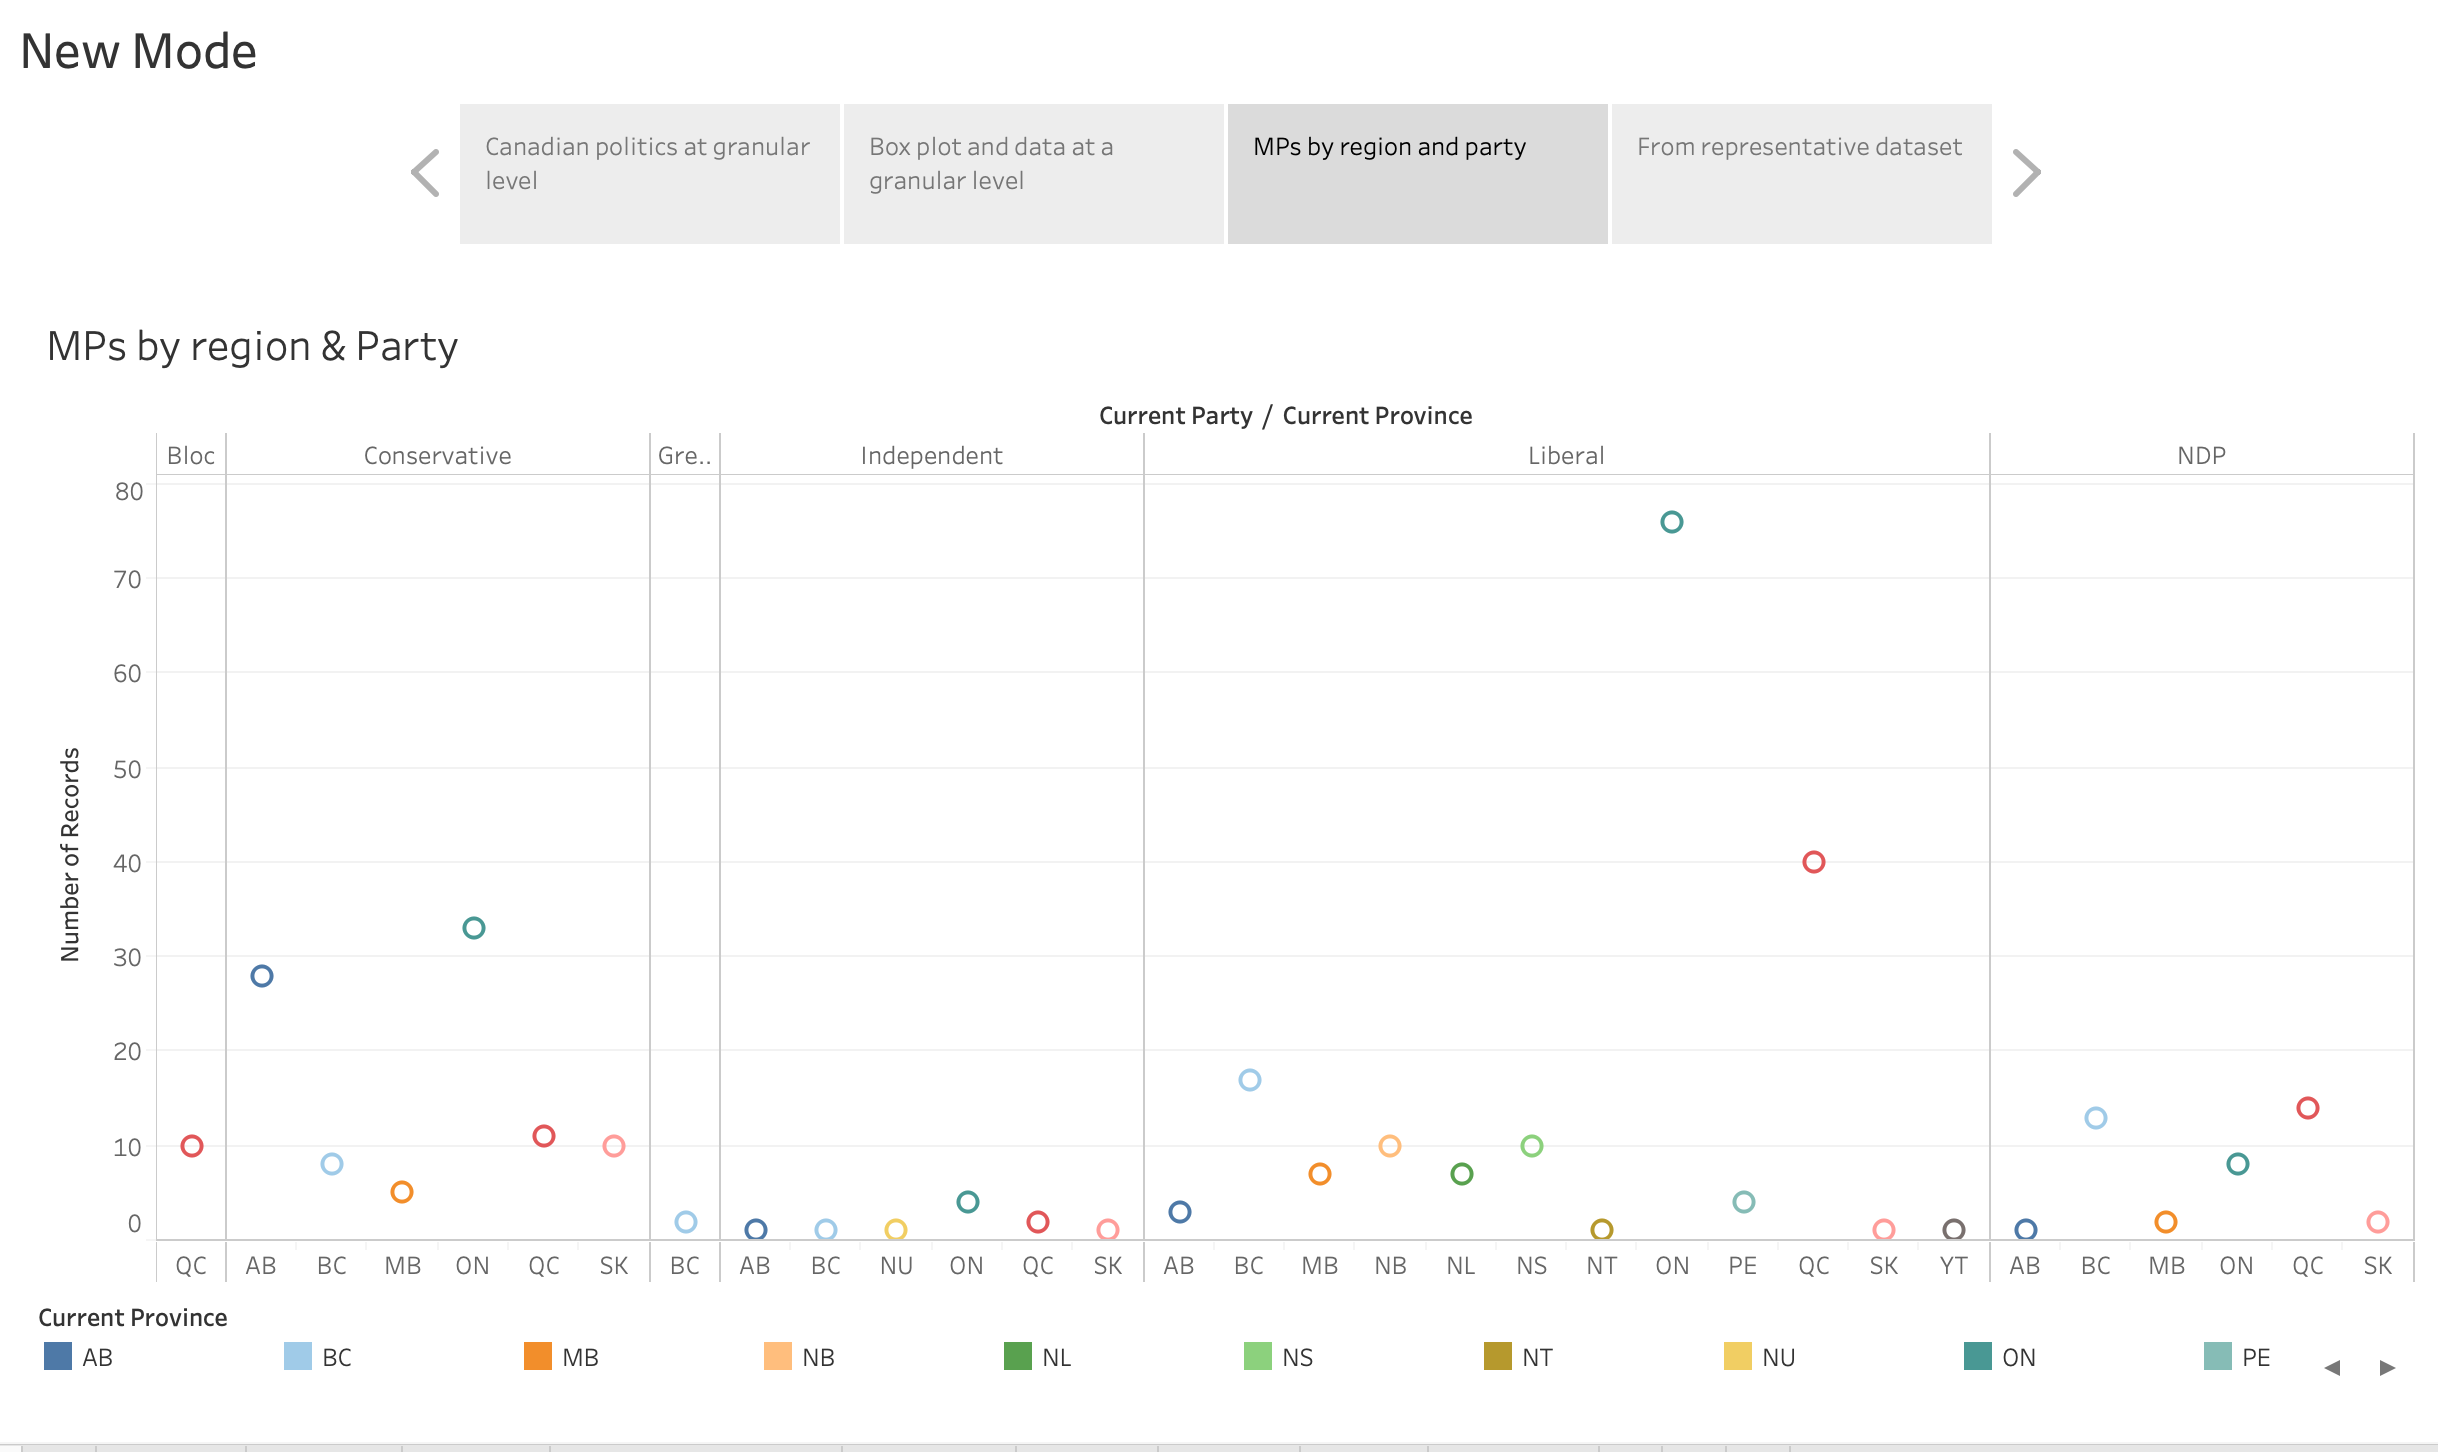 New Mode
Canadian politics at granular
level
Box plot and data at a
granular level
MPs by region and party
From representative dataset
MPs by region & Party
Current Party / Current Province
Bloc Conservative Gre.. Independent Liberal NDP
Number of Records
80
70
60
50
40
30
20
10
0
QC AB BC MB ON QC SK BC AB BC NU ON QC SK AB BC MB NB NL NS NT ON PE QC SK YT AB BC MB ON QC SK
Current Province
AB BC MB NB NL NS NT NU ON PE